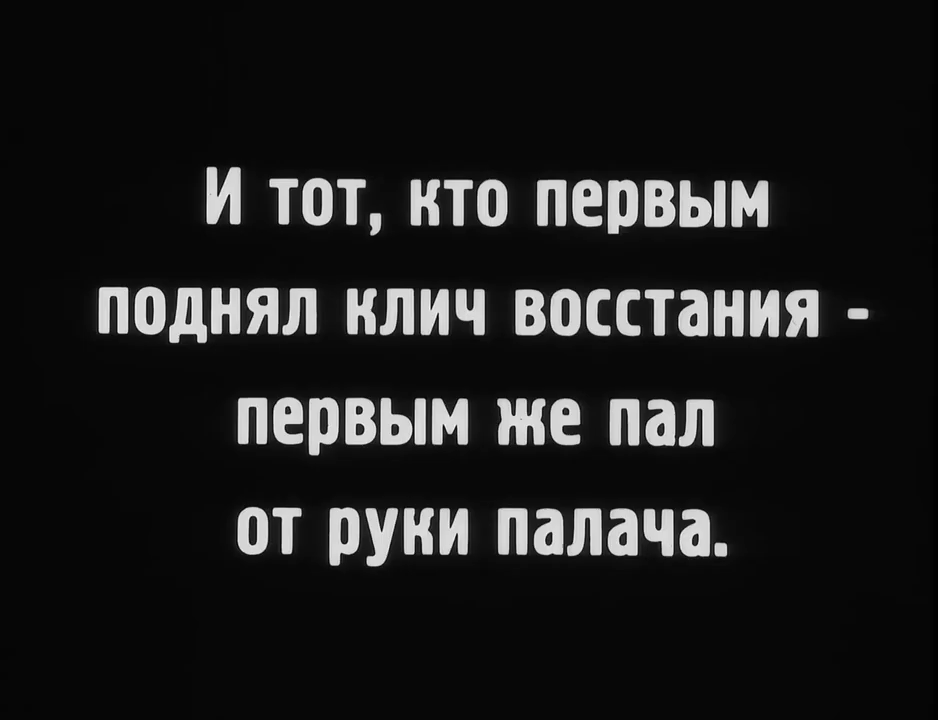 И тот, кто первым
поднял клич восстания -
первым же пал
от руки палача.